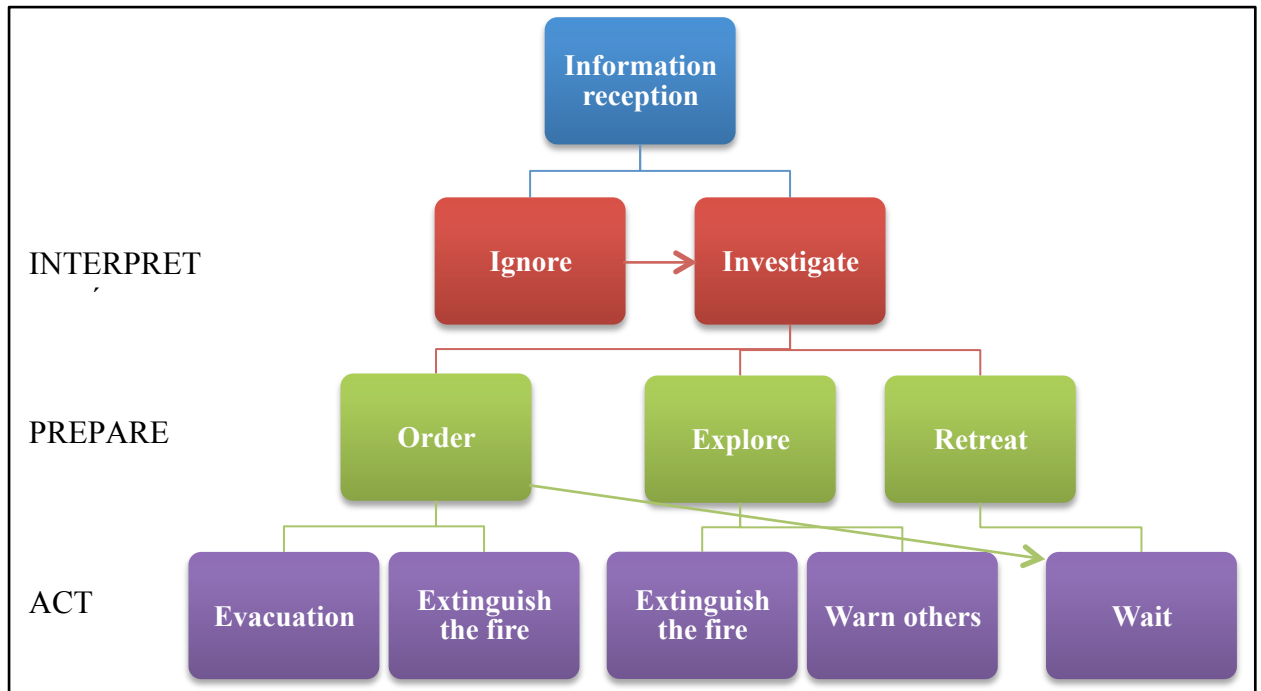 Information
reception
INTERPRET
´
Ignore
Investigate
PREPARE
Order
Explore
Retreat
ACT
Evacuation
Extinguish
the fire
Extinguish
the fire
Warn others
Wait